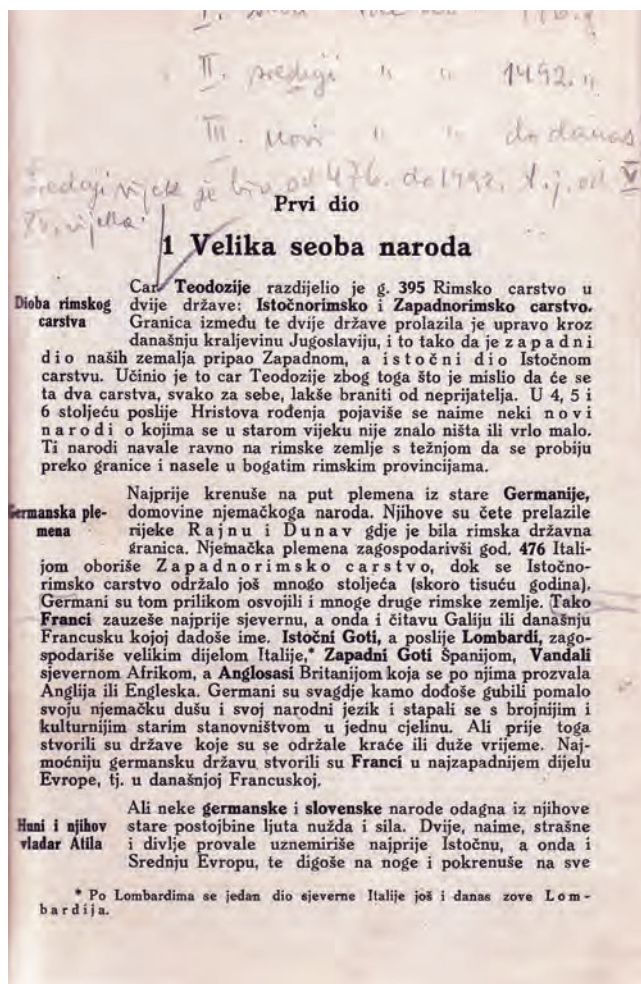 II. srednji " " 1492. "
III. novi " " do danas
Srednji vijek je bio od 476. do 1492. t.j. od V
XV. vijeka.
Prvi dio
1 Velika seoba naroda
Car Teodozije razdijelio je g. 395 Rimsko carstvo u
Dioba rimskog
carstva
dvije države: Istočnorimsko i Zapadnorimsko carstvo.
Granica između te dvije države prolazila je upravo kroz
današnju kraljevinu Jugoslaviju, i to tako da je zapadni
dio naših zemalja pripao Zapadnom, a istočni dio Istočnom
carstvu. Učinio je to car Teodozije zbog toga što je mislio da će se
ta dva carstva, svako za sebe, lakše braniti od neprijatelja. U 4, 5 i
6 stoljeću poslije Hristova rođenja pojaviše se naime neki novi
narodi o kojima se u starom vijeku nije znalo ništa ili vrlo malo.
Ti narodi navale ravno na rimske zemlje s težnjom da se probiju
preko granice i nasele u bogatim rimskim provincijama.
Najprije krenuše na put plemena iz stare Germanije,
Germanska ple-
mena
domovine njemačkoga naroda. Njihove su čete prelazile
rijeke Rajnu i Dunav gdje je bila rimska državna
granica. Njemačka plemena zagospodarivši god. 476 Itali-
jom oboriše Zapadnorimsko carstvo, dok se Istočno-
rimsko carstvo održalo još mnogo stoljeća (skoro tisuću godina).
Germani su tom prilikom osvojili i mnoge druge rimske zemlje. Tako
Franci zauzeše najprije sjevernu, a onda i čitavu Galiju ili današnju
Francusku kojoj dadoše ime. Istočni Goti, a poslije Lombardi, zago-
spodariše velikim dijelom Italije,* Zapadni Goti Španijom, Vandali
sjevernom Afrikom, a Anglosasi Britanijom koja se po njima prozvala
Anglija ili Engleska. Germani su svagdje kamo dođoše gubili pomalo
svoju njemačku dušu i svoj narodni jezik i stapali se s brojnijim i
kulturnijim starim stanovništvom u jednu cjelinu. Ali prije toga
stvorili su države koje su se održale kraće ili duže vrijeme. Naj-
moćniju germansku državu stvorili su Franci u najzapadnijem dijelu
Evrope, tj. u današnjoj Francuskoj.
Ali neke germanske i slovenske narode odagna iz njihove
Huni i njihov
vladar Atila
stare postojbine ljuta nužda i sila. Dvije, naime, strašne
i divlje provale uznemiriše najprije Istočnu, a onda i
Srednju Evropu, te digoše na noge i pokrenuše na sve
* Po Lombardima se jedan dio sjeverne Italije još i danas zove Lom-
bardija.